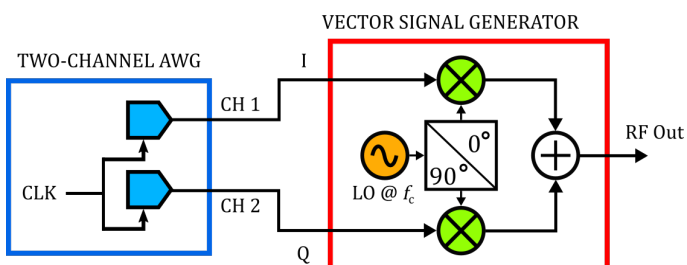 VECTOR SIGNAL GENERATOR
TWO-CHANNEL AWG
I
CH 1
0°
RF Out
CLK
90°
LO @ fc
CH 2
Q